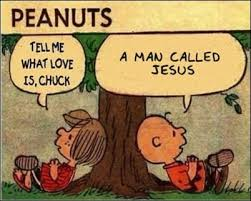 PEANUTS
TELL ME
WHAT LOVE
IS, CHUCK
A MAN CALLED
JESUS